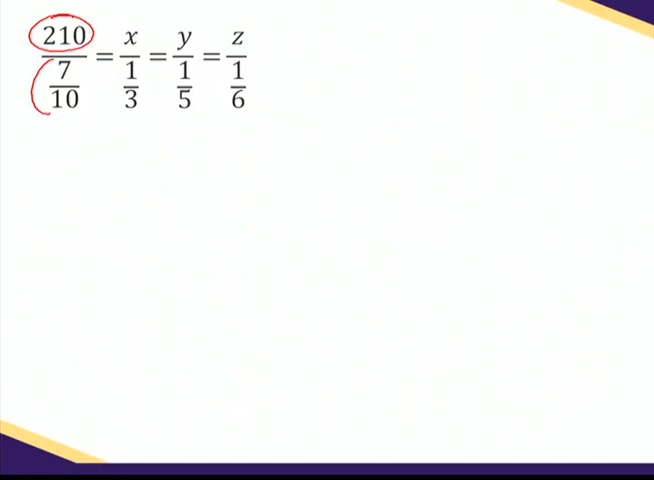 210/(7/10) = x/(1/3) = y/(1/5) = z/(1/6)